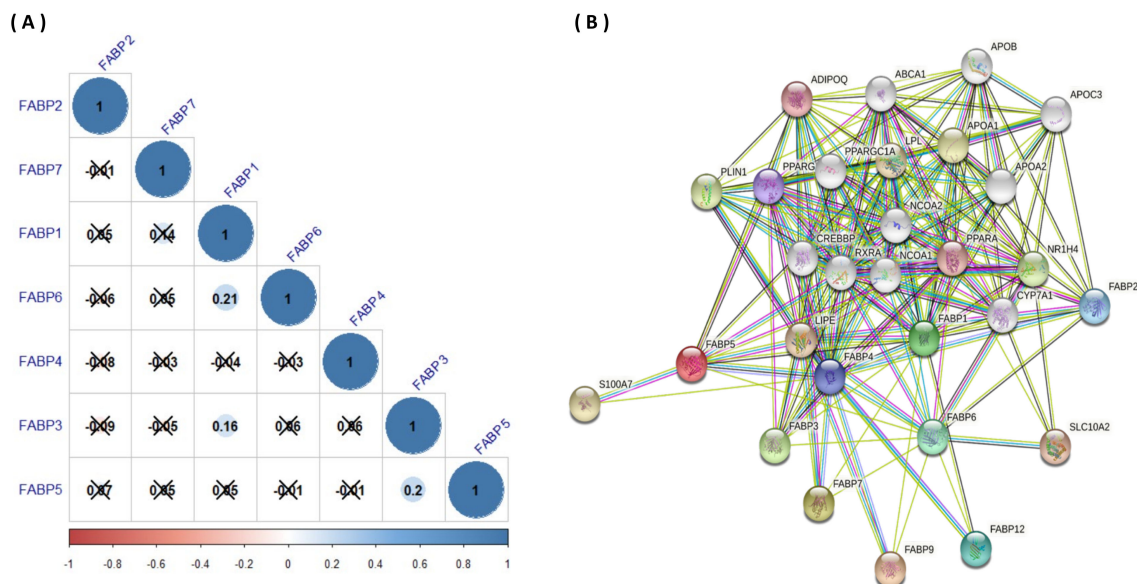 ( A )
FABP2
FABP2 1
FABP7
FABP7 -0.01 1
FABP1
FABP1 0.05 0.14 1
FABP6
FABP6 -0.06 0.05 0.21 1
FABP4
FABP4 -0.08 -0.03 -0.04 -0.03 1
FABP3
FABP3 -0.09 -0.05 0.16 0.06 0.06 1
FABP5
FABP5 0.07 0.05 0.05 -0.01 -0.01 0.2 1
-1 -0.8 -0.6 -0.4 -0.2 0 0.2 0.4 0.6 0.8 1
( B )
APOB
ADIPOQ
ABCA1
APOC3
APOA1
LPL
PPARGC1A
PPARG
PLIN1
APOA2
NCOA2
CREBBP
RXRA
NCOA1
PPARA
NR1H4
CYP7A1
FABP2
LIPE
FABP1
FABP5
FABP4
S100A7
FABP3
FABP6
SLC10A2
FABP7
FABP12
FABP9